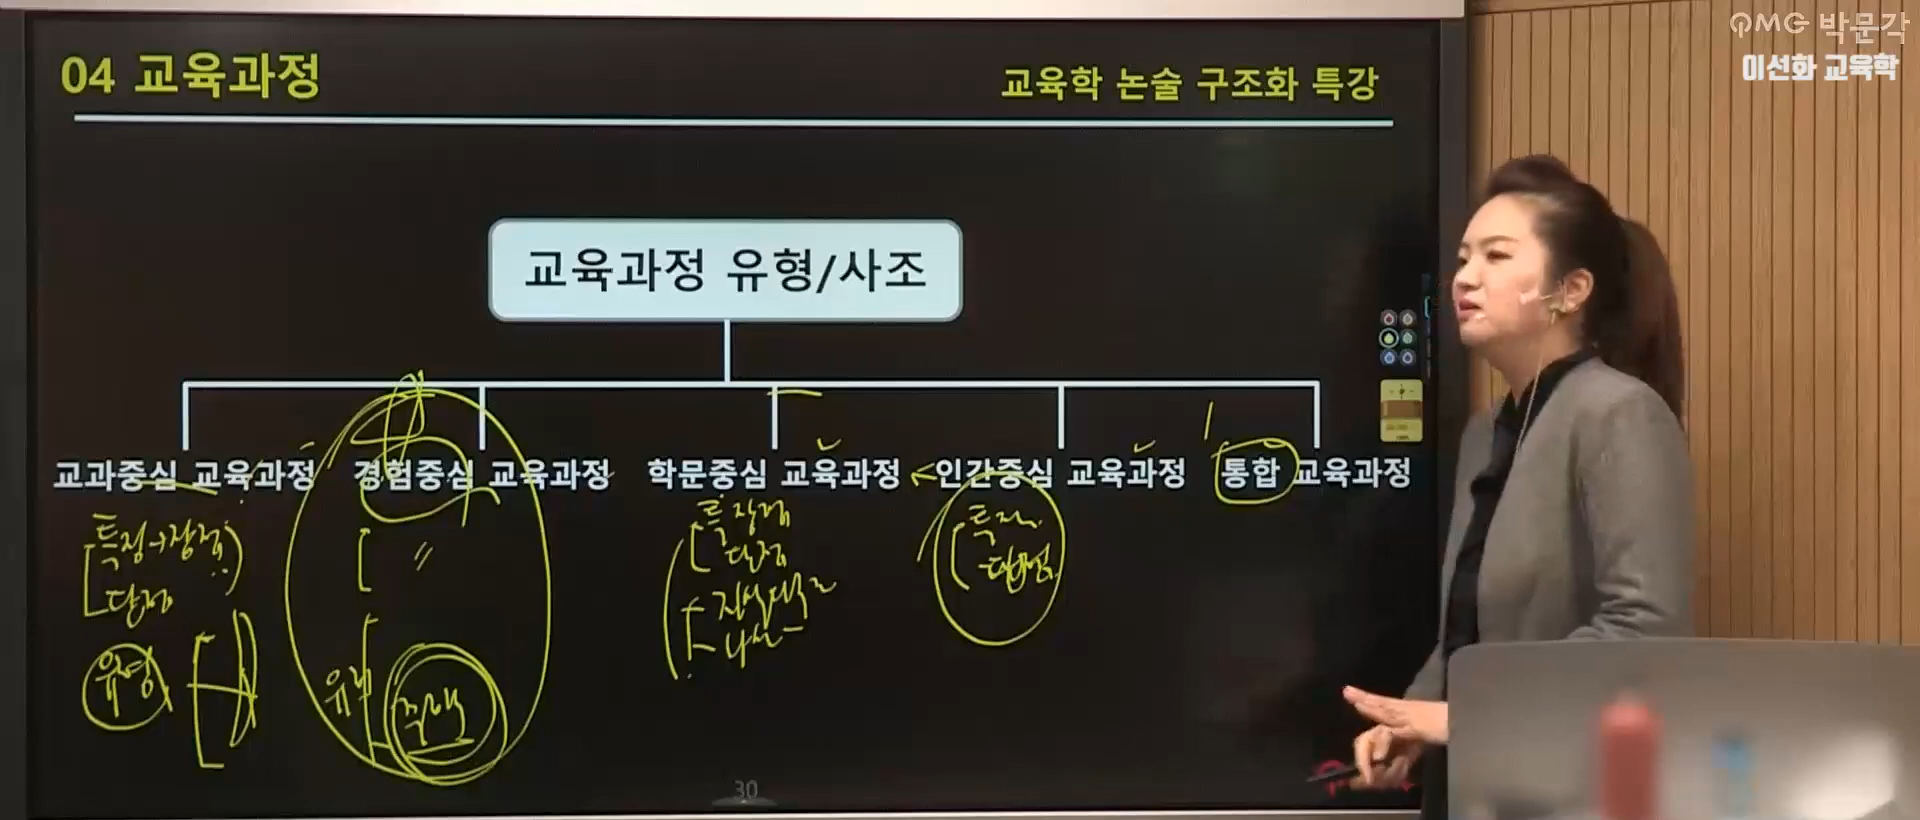 PMG 박문각
이선화 교육학
04 교육과정
교육학 논술 구조화 특강
교육과정 유형/사조
교과중심 교육과정
경험중심 교육과정
학문중심 교육과정
인간중심 교육과정
통합 교육과정
특징→장점
단점
유형
〃
특 장점
단점
30